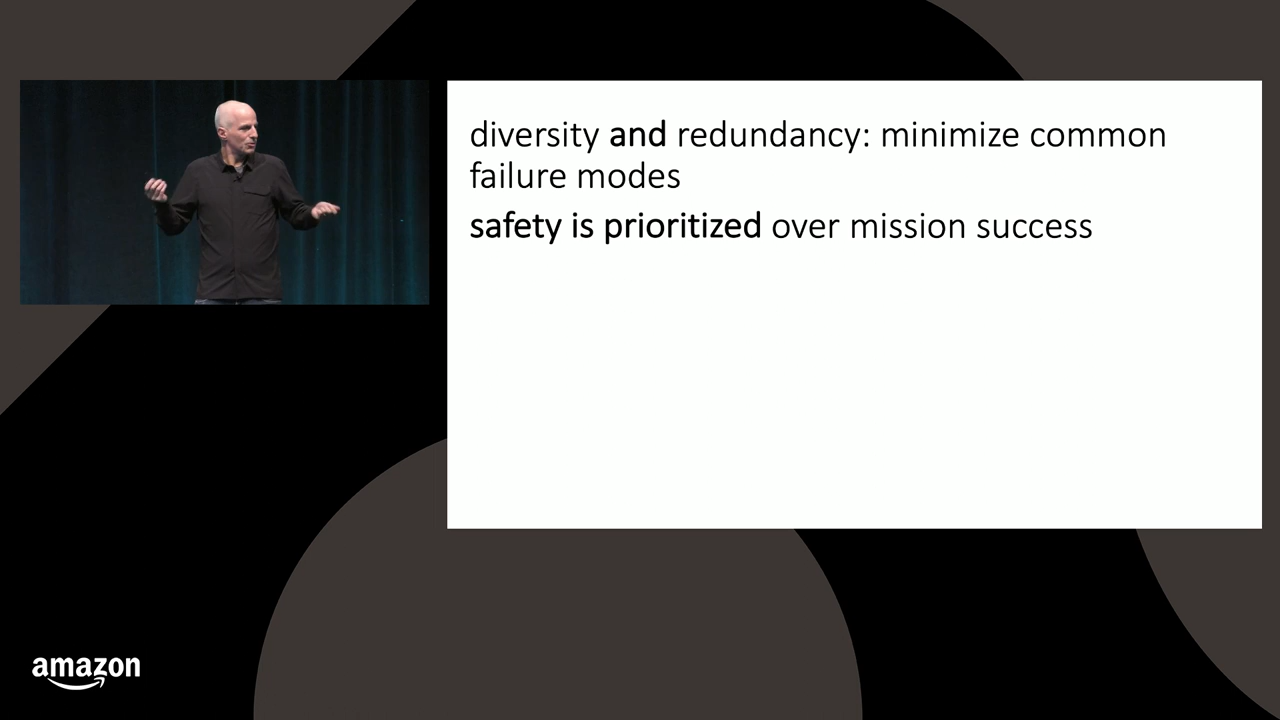 diversity and redundancy: minimize common
failure modes
safety is prioritized over mission success
amazon